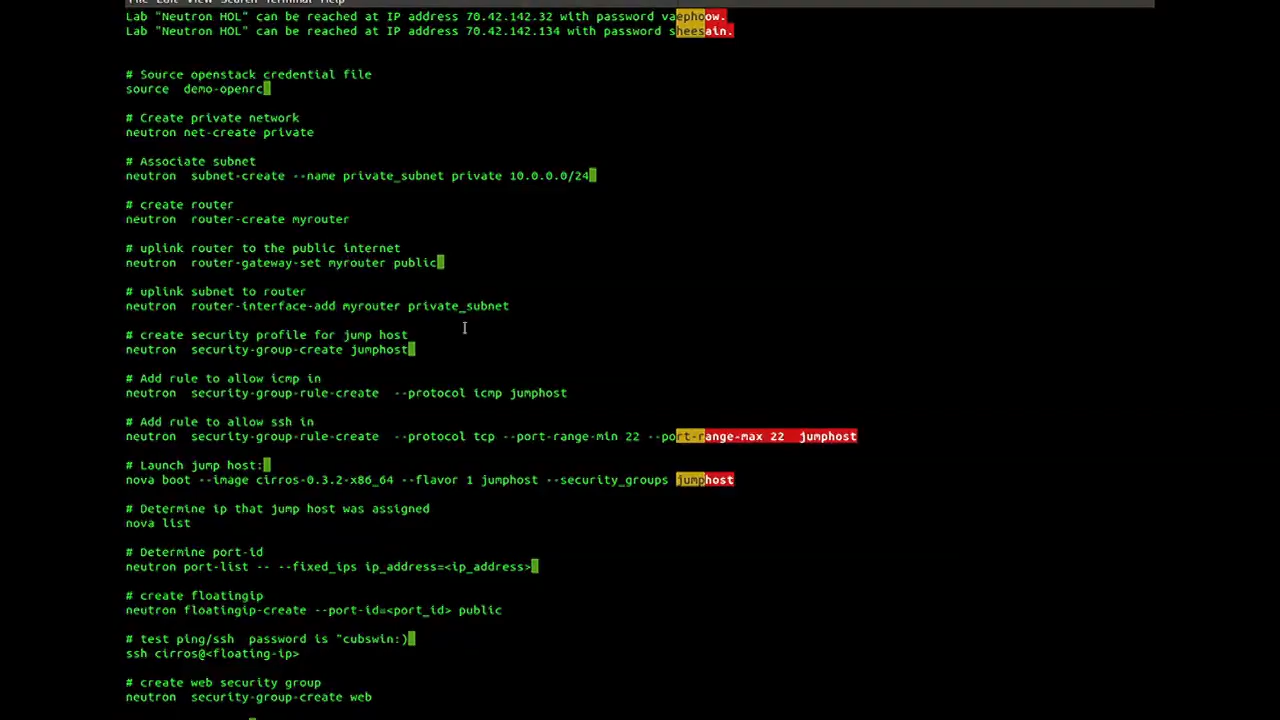 File Edit View Search Terminal Help
Lab "Neutron HOL" can be reached at IP address 70.42.142.32 with password vaephoow.
Lab "Neutron HOL" can be reached at IP address 70.42.142.134 with password sheesain.
# Source openstack credential file
source  demo-openrc
# Create private network
neutron net-create private
# Associate subnet
neutron  subnet-create --name private_subnet private 10.0.0.0/24
# create router
neutron  router-create myrouter
# uplink router to the public internet
neutron  router-gateway-set myrouter public
# uplink subnet to router
neutron  router-interface-add myrouter private_subnet
# create security profile for jump host
neutron  security-group-create jumphost
# Add rule to allow icmp in
neutron  security-group-rule-create  --protocol icmp jumphost
# Add rule to allow ssh in
neutron  security-group-rule-create  --protocol tcp --port-range-min 22 --port-range-max 22  jumphost
# Launch jump host:
nova boot --image cirros-0.3.2-x86_64 --flavor 1 jumphost --security_groups jumphost
# Determine ip that jump host was assigned
nova list
# Determine port-id
neutron port-list -- --fixed_ips ip_address=<ip_address>
# create floatingip
neutron floatingip-create --port-id=<port_id> public
# test ping/ssh  password is "cubswin:)
ssh cirros@<floating-ip>
# create web security group
neutron  security-group-create web